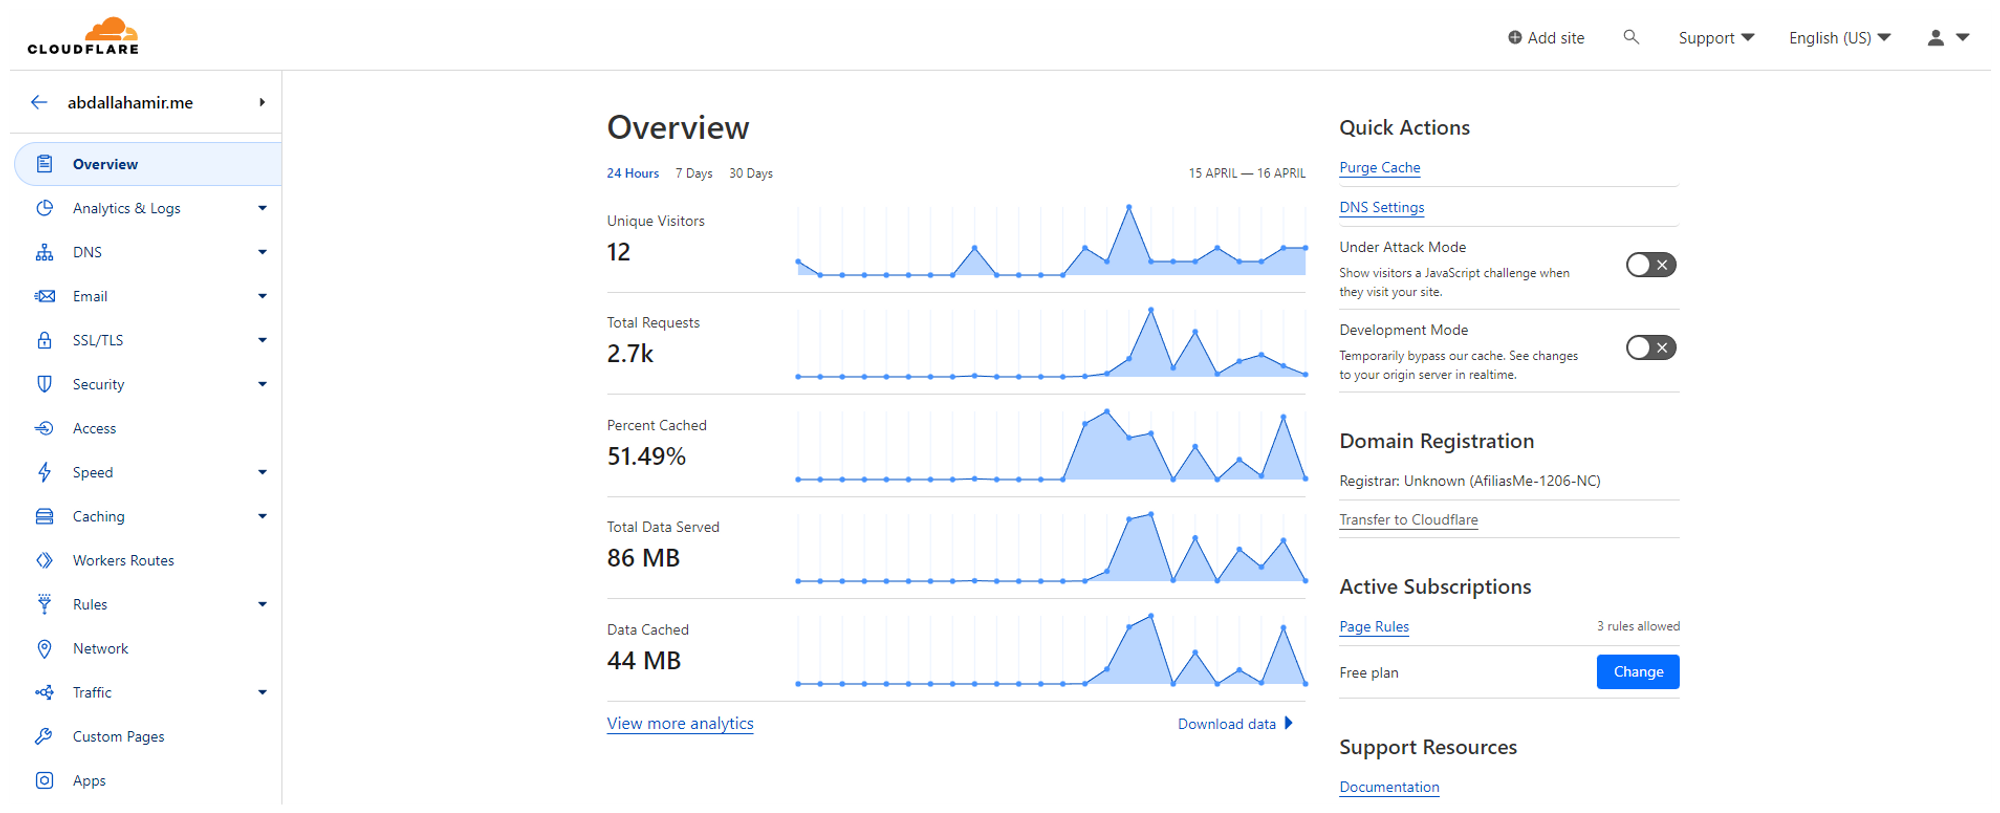 CLOUDFLARE
Add site
Support
English (US)
abdallahamir.me
Overview
Analytics & Logs
DNS
Email
SSL/TLS
Security
Access
Speed
Caching
Workers Routes
Rules
Network
Traffic
Custom Pages
Apps
Overview
24 Hours 7 Days 30 Days
15 APRIL — 16 APRIL
Unique Visitors
12
Total Requests
2.7k
Percent Cached
51.49%
Total Data Served
86 MB
Data Cached
44 MB
View more analytics
Download data
Quick Actions
Purge Cache
DNS Settings
Under Attack Mode
Show visitors a JavaScript challenge when
they visit your site.
Development Mode
Temporarily bypass our cache. See changes
to your origin server in realtime.
Domain Registration
Registrar: Unknown (AfiliasMe-1206-NC)
Transfer to Cloudflare
Active Subscriptions
Page Rules 3 rules allowed
Free plan Change
Support Resources
Documentation